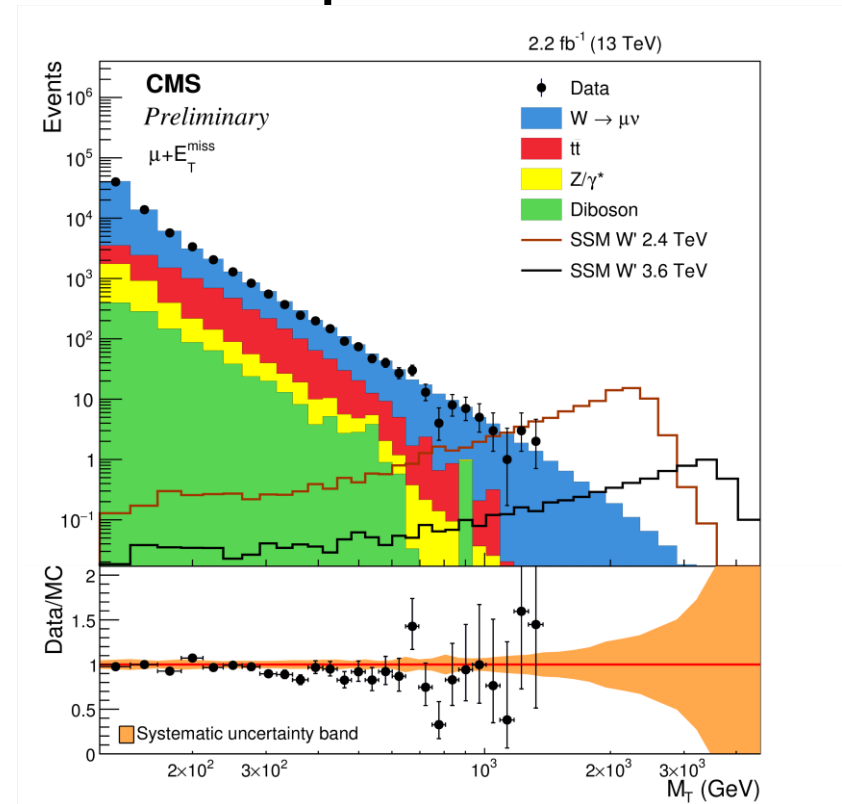 2.2 fb⁻¹ (13 TeV)
Events
CMS
Preliminary
μ+E_T^miss
Data
W → μν
tt
Z/γ*
Diboson
SSM W' 2.4 TeV
SSM W' 3.6 TeV
10⁶
10⁵
10⁴
10³
10²
10
1
10⁻¹
Data/MC
2
1.5
1
0.5
0
Systematic uncertainty band
2×10² 3×10² 10³ 2×10³ 3×10³
M_T (GeV)